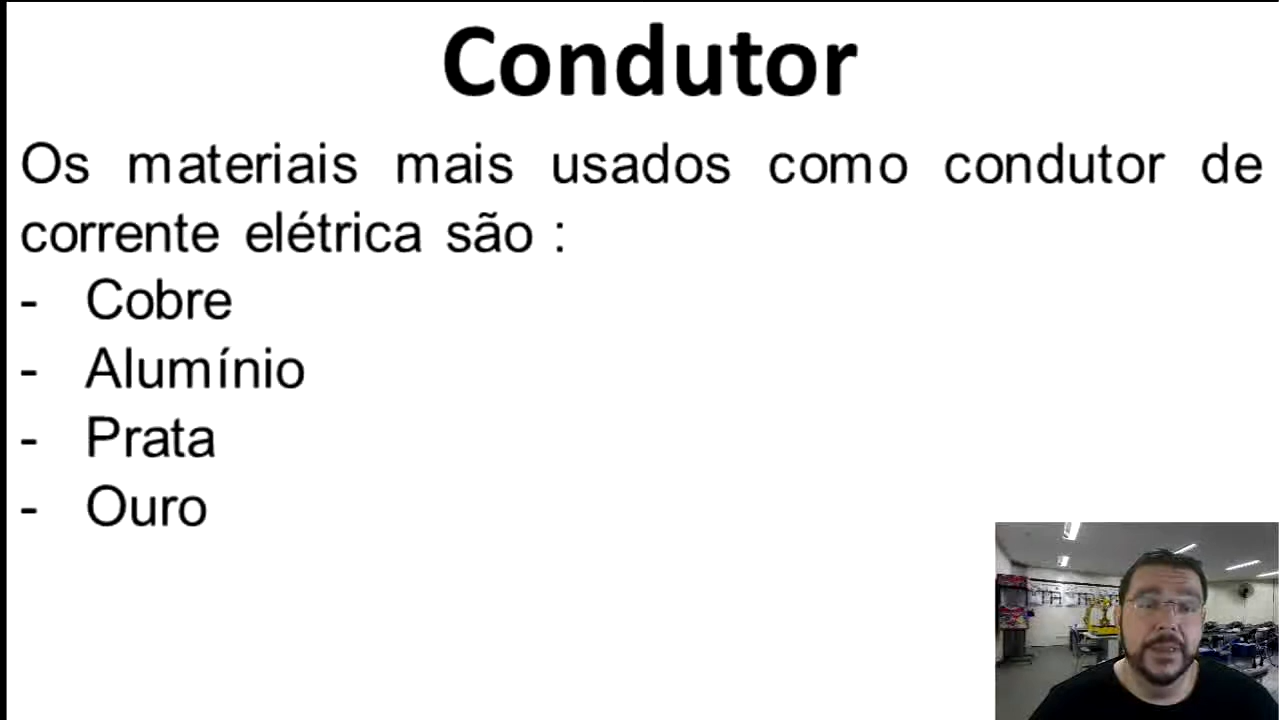 Condutor
Os materiais mais usados como condutor de
corrente elétrica são :
- Cobre
- Alumínio
- Prata
- Ouro